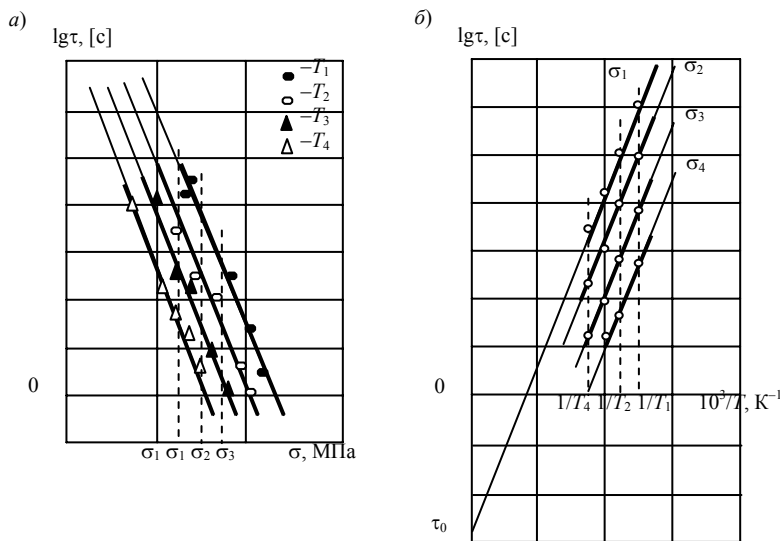 а)
lgτ, [с]
–T₁
–T₂
–T₃
–T₄
0
σ₁ σ₁ σ₂ σ₃ σ, МПа
б)
lgτ, [с]
σ₁
σ₂
σ₃
σ₄
0
1/T₄ 1/T₂ 1/T₁ 10³/T, К⁻¹
τ₀